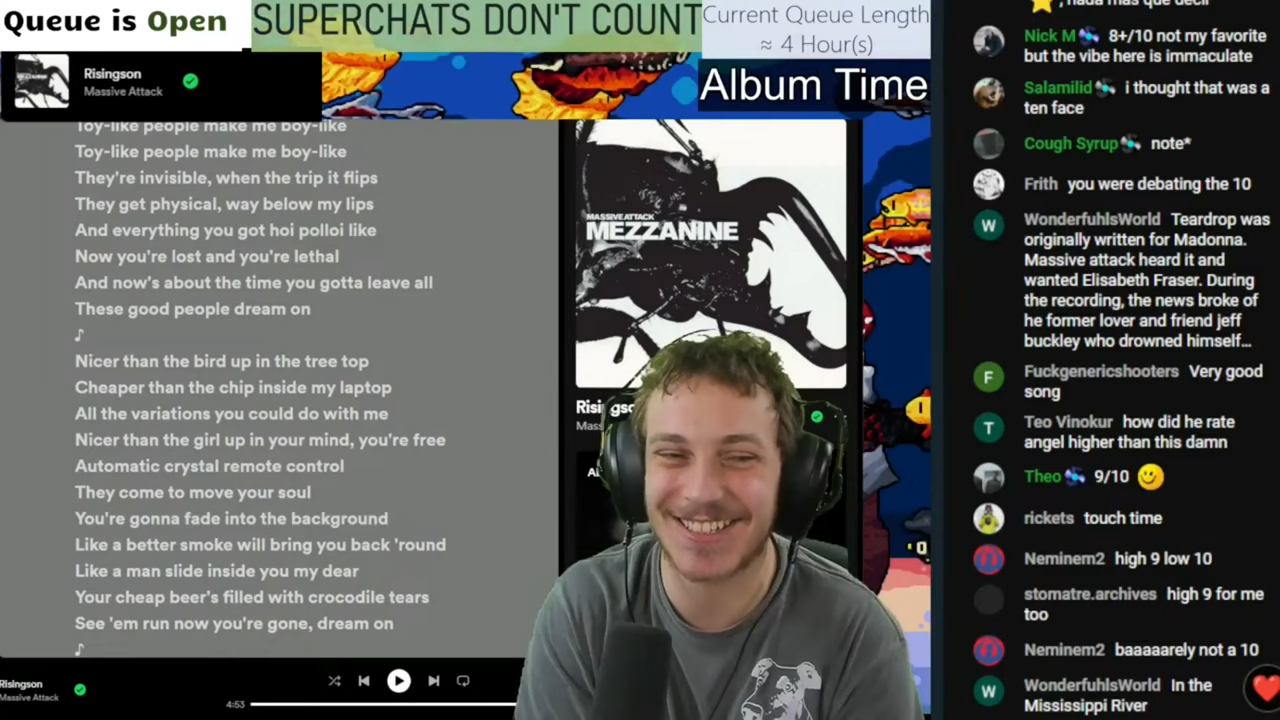 Queue is Open
SUPERCHATS DON'T COUNT
Current Queue Length
≈ 4 Hour(s)
Album Time
Risingson
Massive Attack
Toy-like people make me boy-like
Toy-like people make me boy-like
They're invisible, when the trip it flips
They get physical, way below my lips
And everything you got hoi polloi like
Now you're lost and you're lethal
And now's about the time you gotta leave all
These good people dream on
♪
Nicer than the bird up in the tree top
Cheaper than the chip inside my laptop
All the variations you could do with me
Nicer than the girl up in your mind, you're free
Automatic crystal remote control
They come to move your soul
You're gonna fade into the background
Like a better smoke will bring you back 'round
Like a man slide inside you my dear
Your cheap beer's filled with crocodile tears
See 'em run now you're gone, dream on
♪
MASSIVE ATTACK
MEZZANINE
Risingson
Massive Attack
4:53
, nada más que decir
Nick M 8+/10 not my favorite
but the vibe here is immaculate
Salamilid i thought that was a
ten face
Cough Syrup note*
Frith you were debating the 10
W
WonderfuhlsWorld Teardrop was
originally written for Madonna.
Massive attack heard it and
wanted Elisabeth Fraser. During
the recording, the news broke of
he former lover and friend jeff
buckley who drowned himself...
F
Fuckgenericshooters Very good
song
T
Teo Vinokur how did he rate
angel higher than this damn
Theo 9/10
rickets touch time
Neminem2 high 9 low 10
stomatre.archives high 9 for me
too
Neminem2 baaaaarely not a 10
W
WonderfuhlsWorld In the
Mississippi River